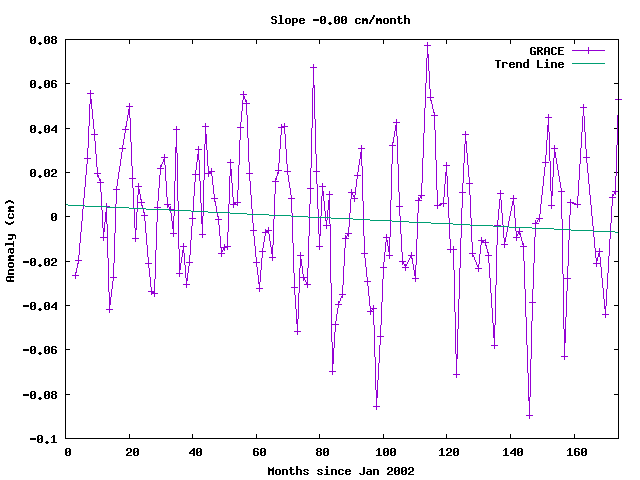 Slope -0.00 cm/month
0.08
0.06
0.04
0.02
0
-0.02
-0.04
-0.06
-0.08
-0.1
Anomaly (cm)
GRACE
Trend Line
0 20 40 60 80 100 120 140 160
Months since Jan 2002